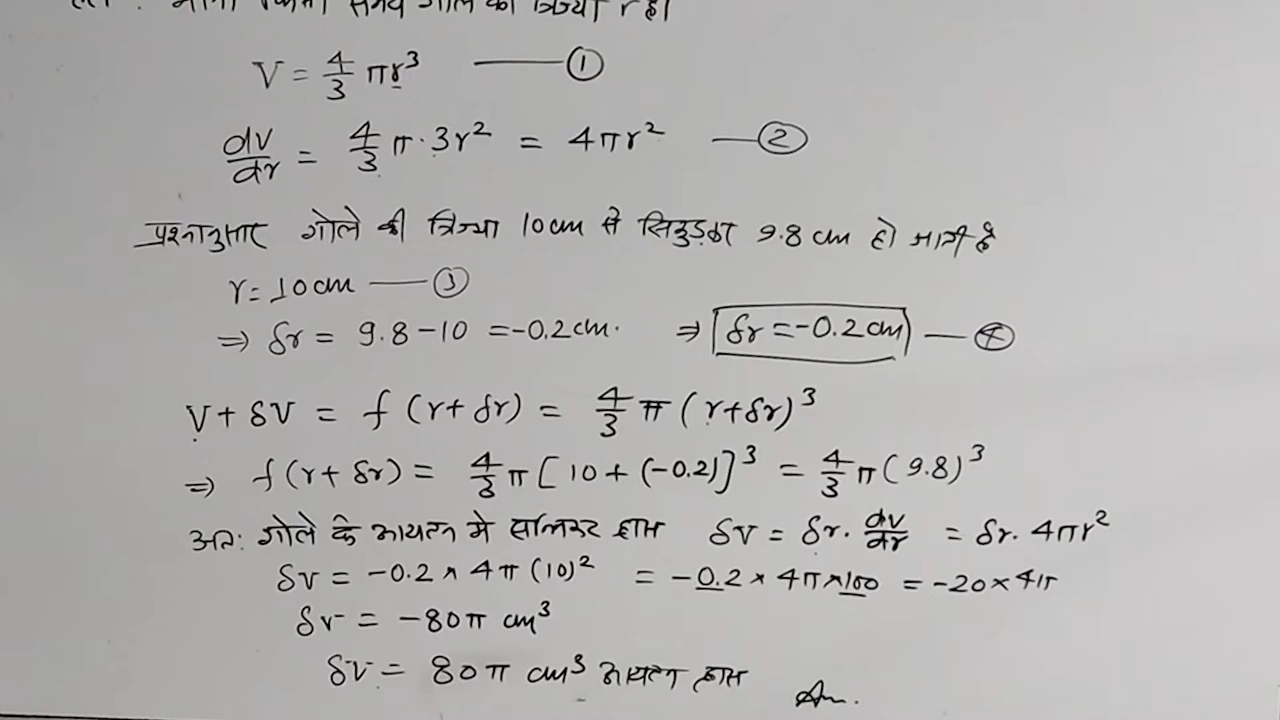 हल : माना किसी समय गोले की त्रिज्या r है।
V = 4/3 πr³ —— ①
dv/dr = 4/3 π · 3r² = 4πr² —②
प्रश्नानुसार गोले की त्रिज्या 10cm से सिकुड़कर 9.8 cm हो जाती है
r = 10 cm —— ③
⇒ δr = 9.8 − 10 = −0.2 cm. ⇒ δr = −0.2 cm — ④
V + δV = f (r + δr) = 4/3 π (r + δr)³
⇒ f (r + δr) = 4/3 π [10 + (−0.2)]³ = 4/3 π (9.8)³
अतः गोले के आयतन मे सन्निकट ह्रास δV = δr. dv/dr = δr. 4πr²
δv = −0.2 × 4π (10)² = −0.2 × 4π × 100 = −20 × 4π
δv = −80π cm³
δv = 80π cm³ आयतन ह्रास
Ans.